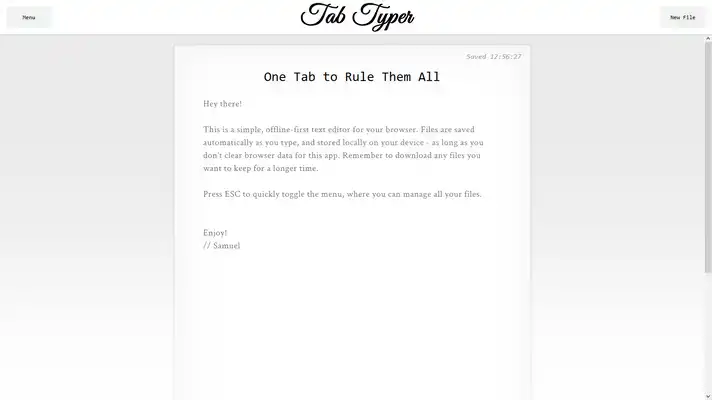 Menu
Tab Typer
New File
Saved 12:56:27
One Tab to Rule Them All
Hey there!
This is a simple, offline-first text editor for your browser. Files are saved
automatically as you type, and stored locally on your device - as long as you
don't clear browser data for this app. Remember to download any files you
want to keep for a longer time.
Press ESC to quickly toggle the menu, where you can manage all your files.
Enjoy!
// Samuel